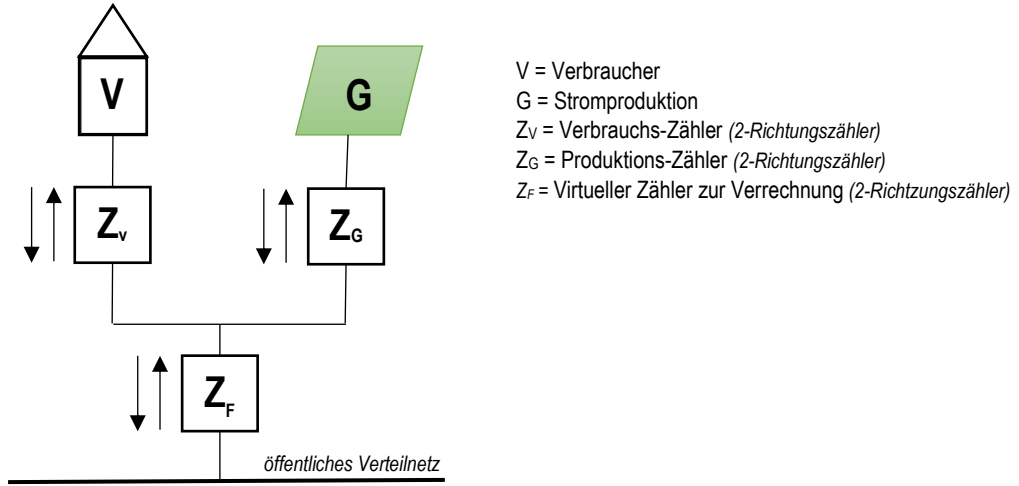 V
G
V = Verbraucher
G = Stromproduktion
ZV = Verbrauchs-Zähler (2-Richtungszähler)
ZG = Produktions-Zähler (2-Richtungszähler)
ZF = Virtueller Zähler zur Verrechnung (2-Richtzungszähler)
Zv
ZG
ZF
öffentliches Verteilnetz